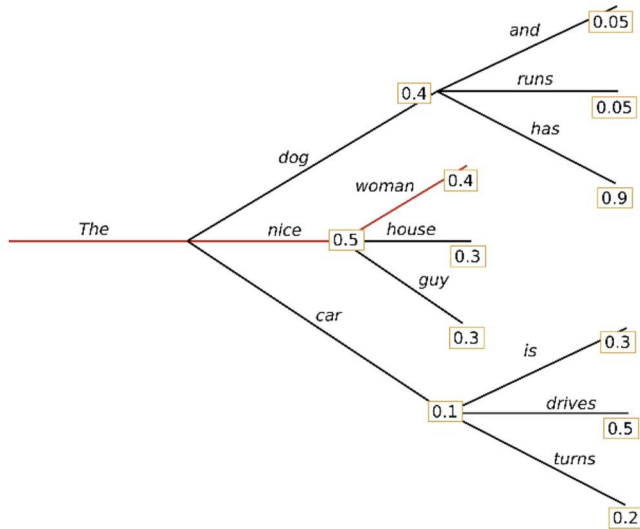 and
0.05
0.4
runs
0.05
has
dog
woman
0.4
0.9
The
nice
0.5
house
0.3
guy
car
0.3
is
0.3
0.1
drives
0.5
turns
0.2